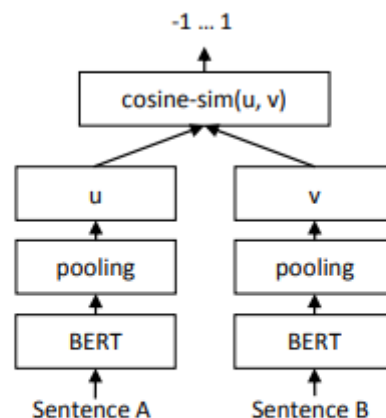 -1 … 1
cosine-sim(u, v)
u v
pooling pooling
BERT BERT
Sentence A Sentence B